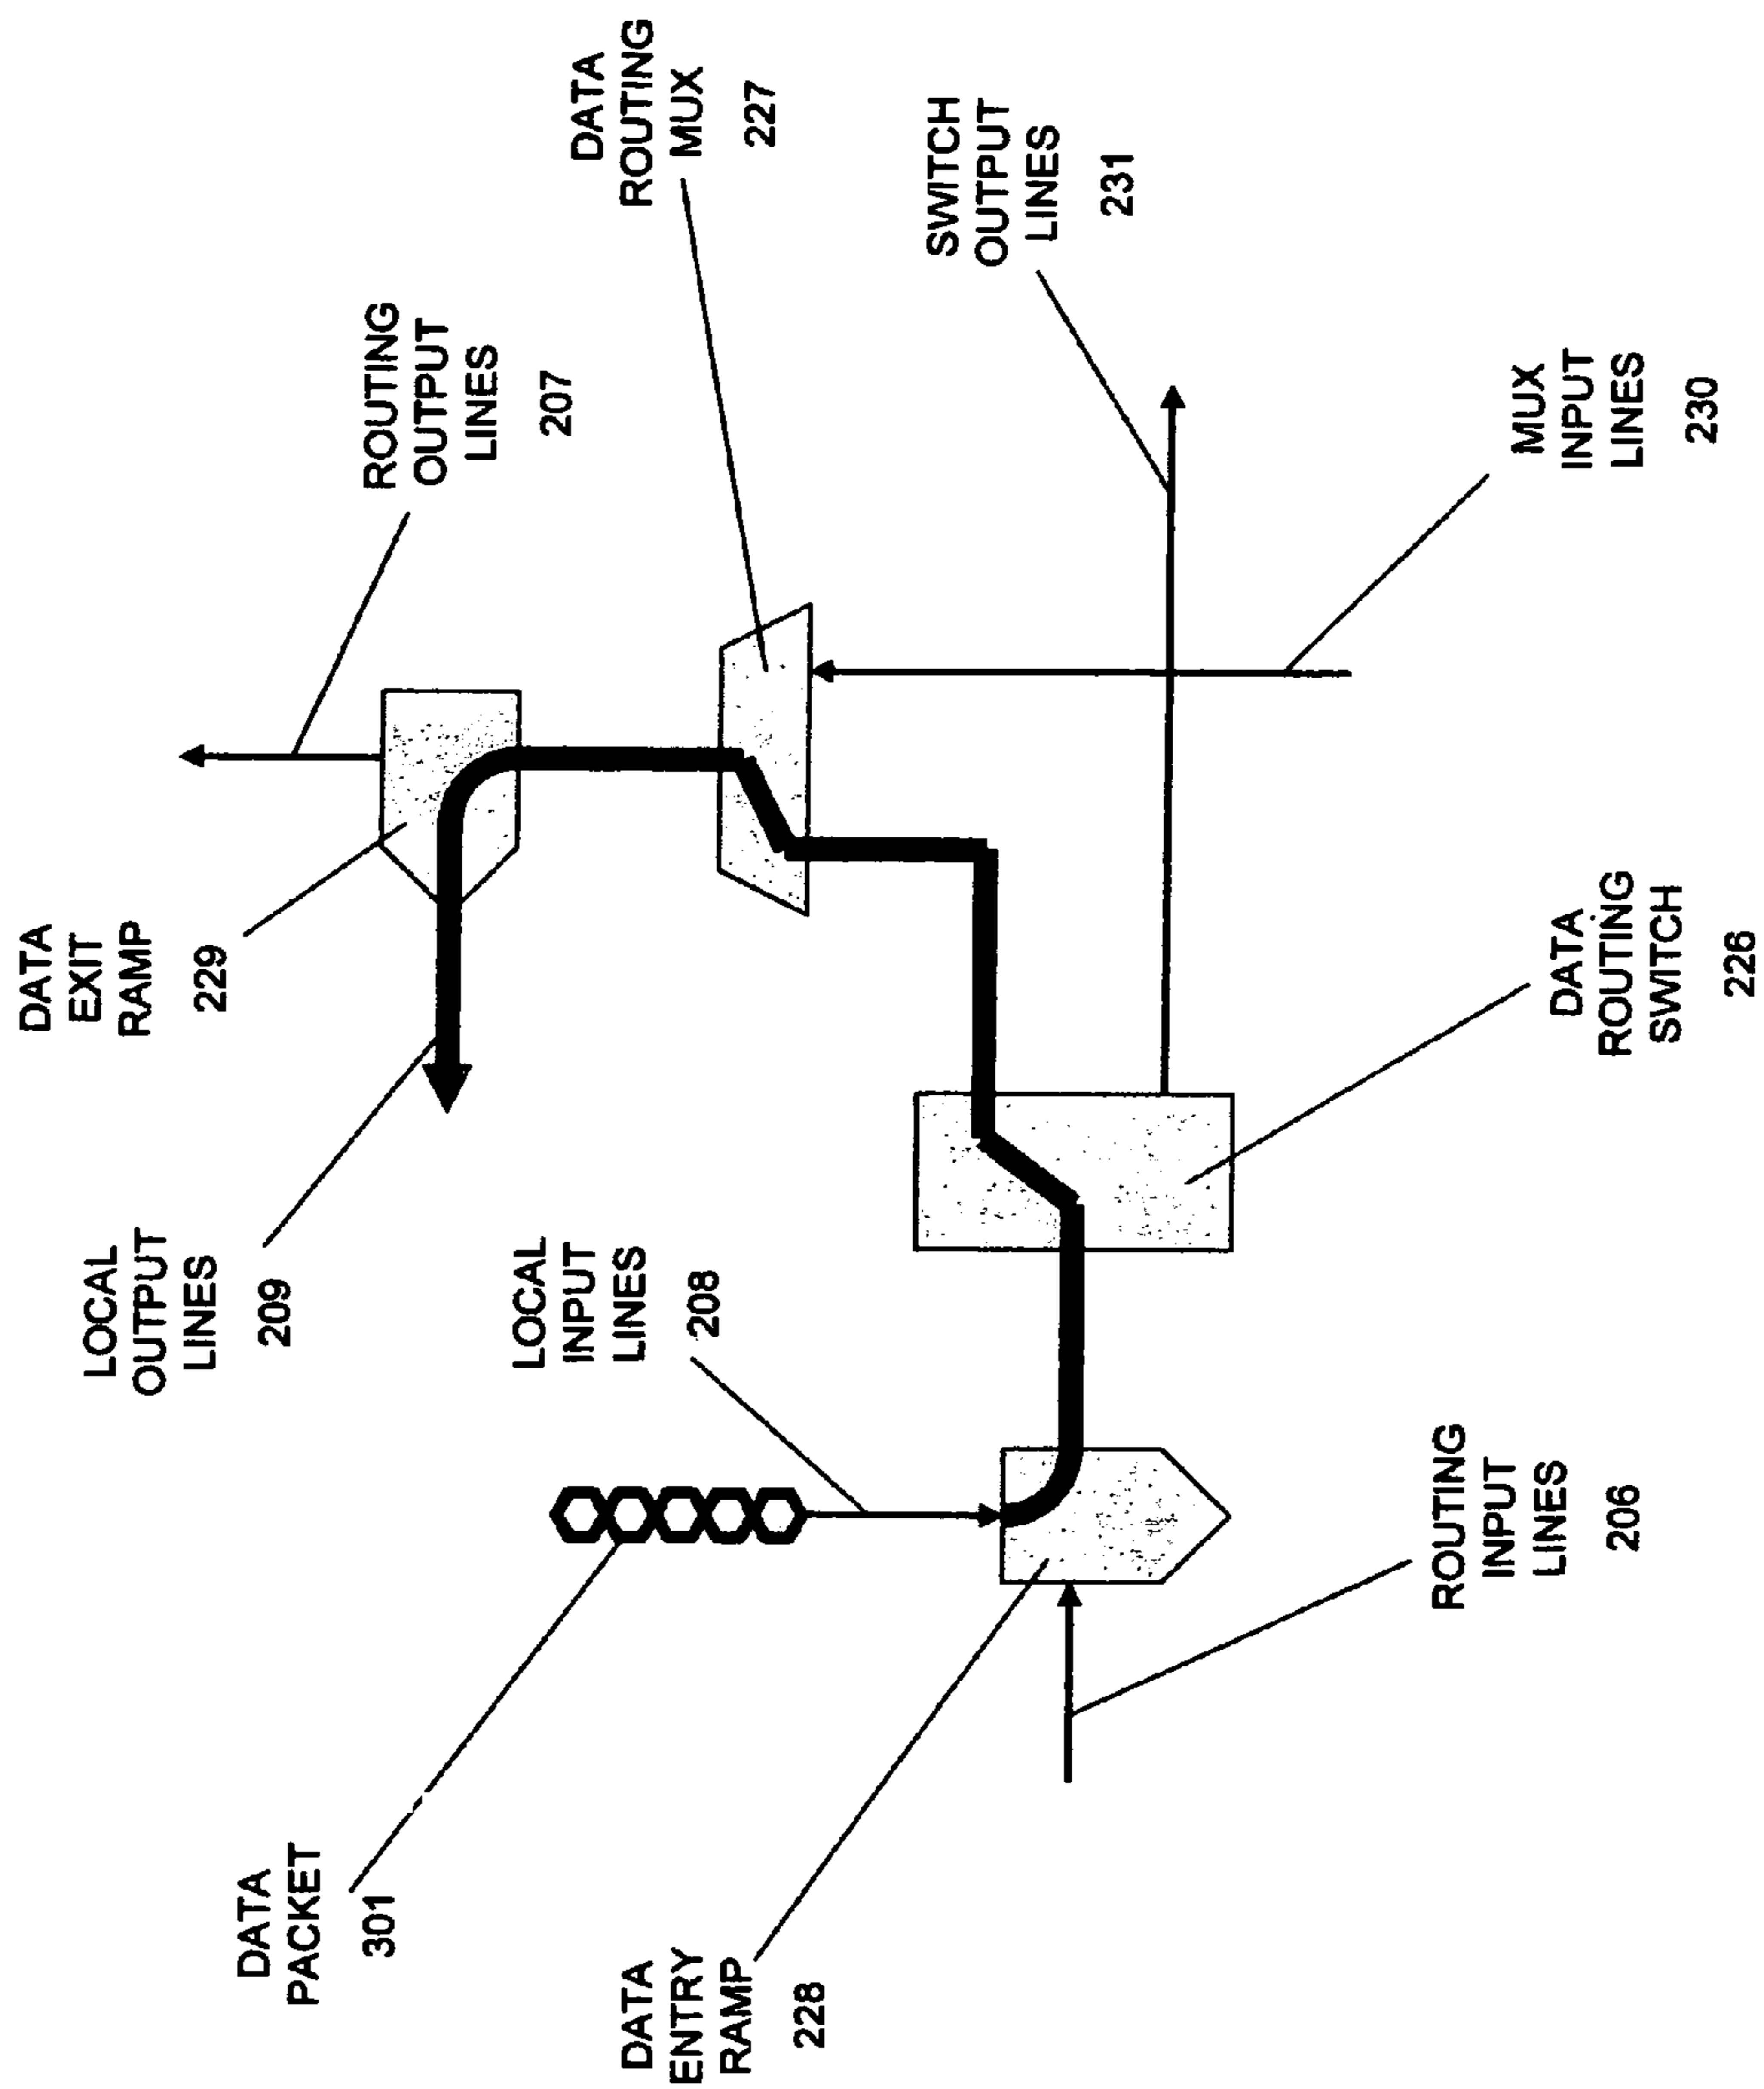 DATA
EXIT
RAMP
229
LOCAL
OUTPUT
LINES
209
DATA
PACKET
301
ROUTING
OUTPUT
LINES
207
LOCAL
INPUT
LINES
208
DATA
ROUTING
MUX
227
DATA
ENTRY
RAMP
228
SWITCH
OUTPUT
LINES
231
ROUTING
INPUT
LINES
206
MUX
INPUT
LINES
230
DATA
ROUTING
SWITCH
226